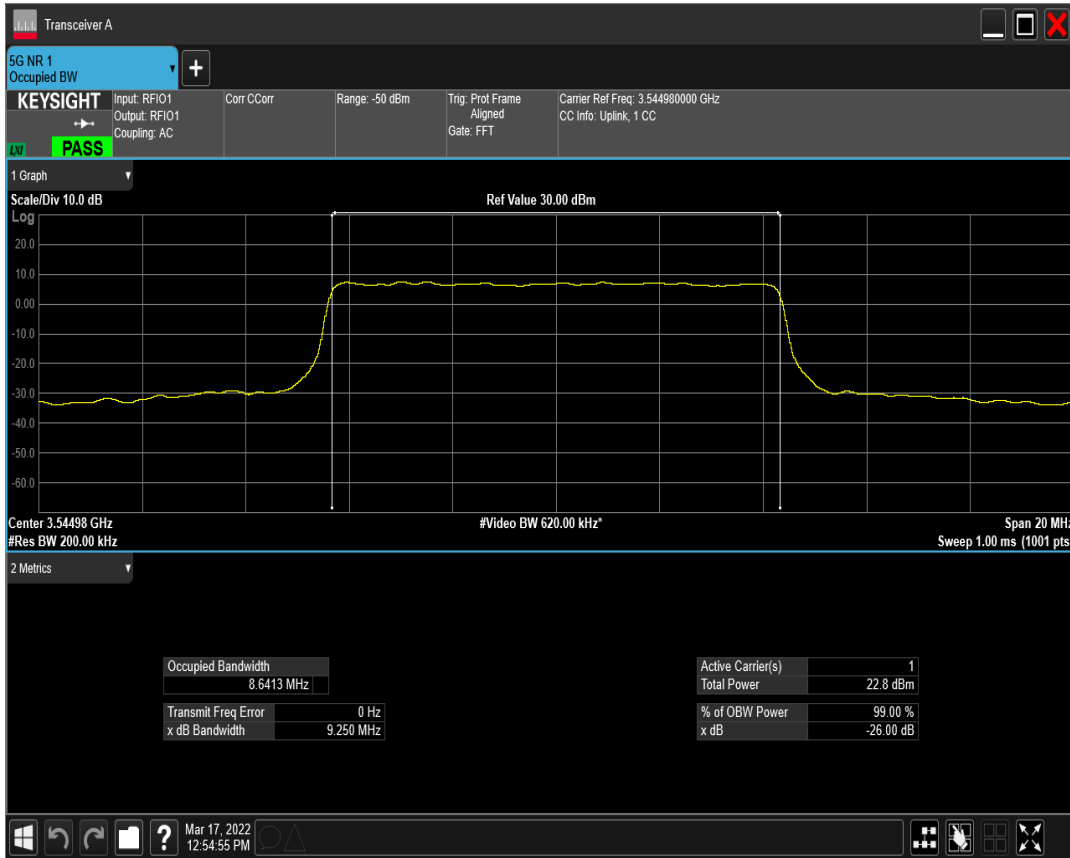 Transceiver A
5G NR 1
Occupied BW
+
KEYSIGHT
Input: RFIO1
Output: RFIO1
Coupling: AC
Corr CCorr
Range: -50 dBm
Trig: Prot Frame
Aligned
Gate: FFT
Carrier Ref Freq: 3.544980000 GHz
CC Info: Uplink, 1 CC
LXI
PASS
1 Graph
Scale/Div 10.0 dB
Ref Value 30.00 dBm
Log
20.0
10.0
0.00
-10.0
-20.0
-30.0
-40.0
-50.0
-60.0
Center 3.54498 GHz
#Video BW 620.00 kHz*
Span 20 MHz
#Res BW 200.00 kHz
Sweep 1.00 ms (1001 pts
2 Metrics
Occupied Bandwidth
8.6413 MHz
Transmit Freq Error 0 Hz
x dB Bandwidth 9.250 MHz
Active Carrier(s) 1
Total Power 22.8 dBm
% of OBW Power 99.00 %
x dB -26.00 dB
?
Mar 17, 2022
12:54:55 PM